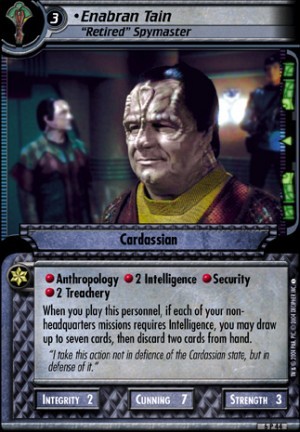 3
•Enabran Tain
"Retired" Spymaster
Cardassian
•Anthropology •2 Intelligence •Security
•2 Treachery
When you play this personnel, if each of your non-
headquarters missions requires Intelligence, you may draw
up to seven cards, then discard two cards from hand.
"I take this action not in defiance of the Cardassian state, but in
defense of it."
INTEGRITY 2 CUNNING 7 STRENGTH 3